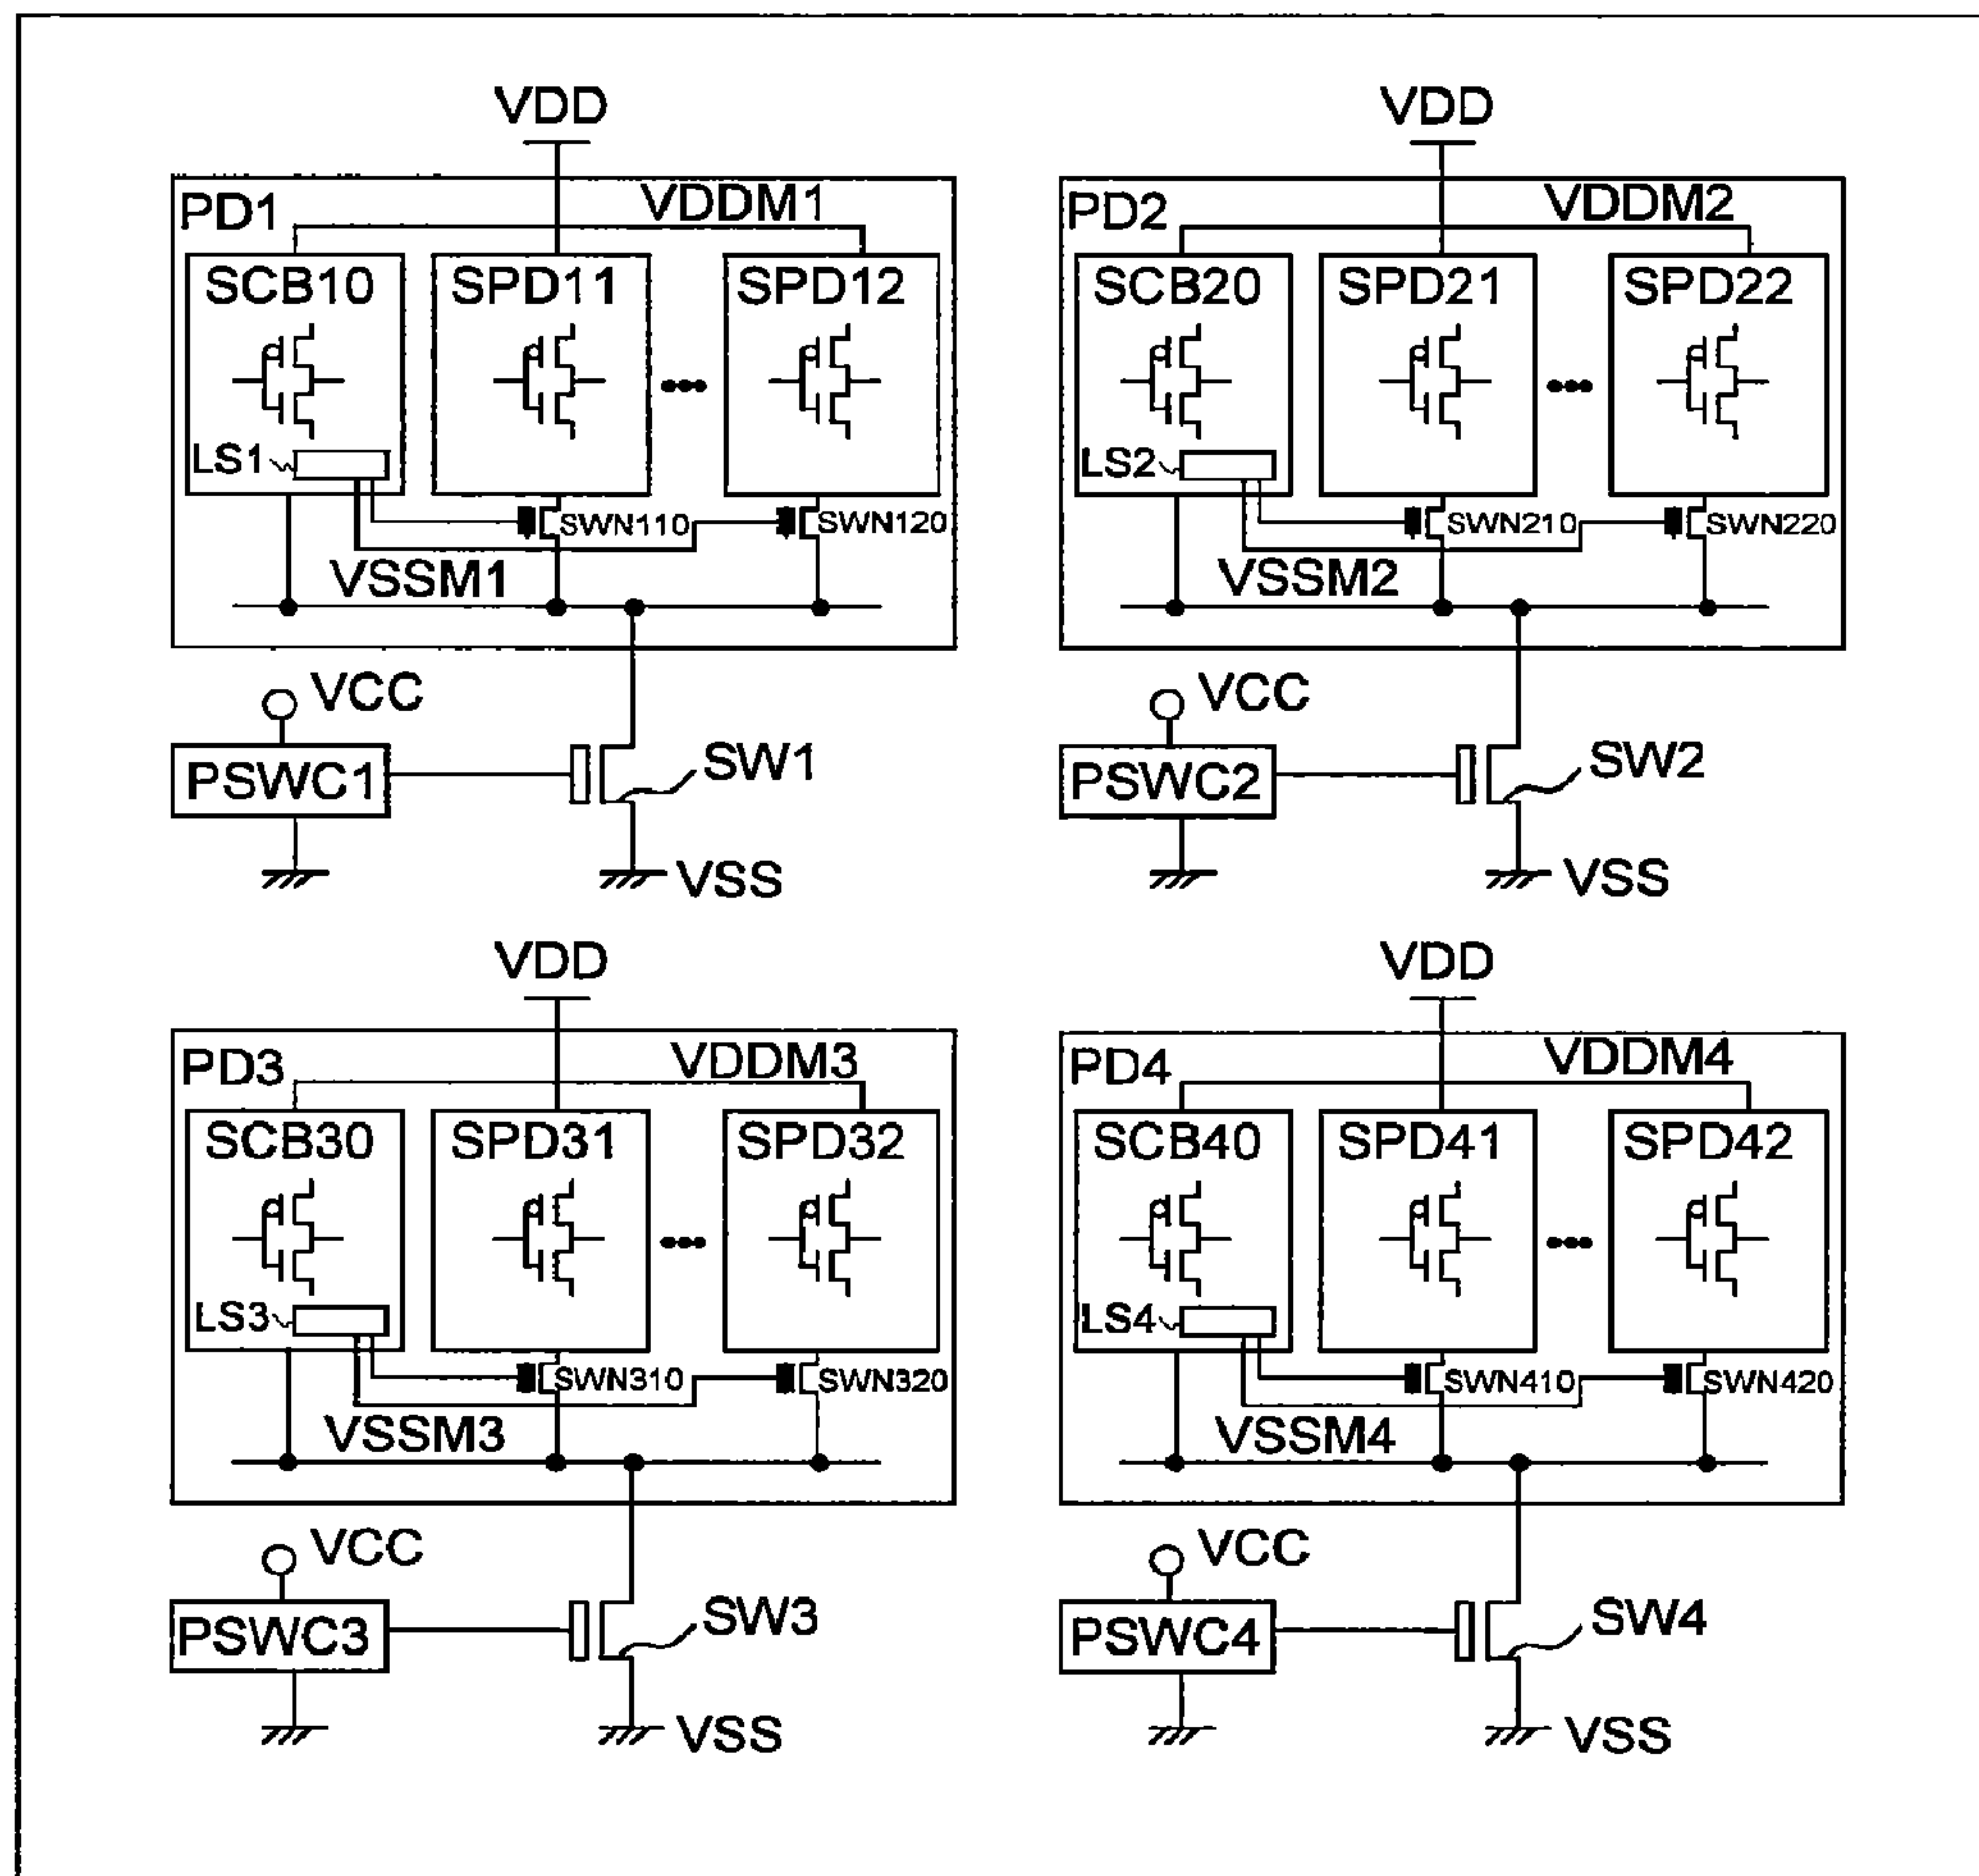 VDD
VDD
PD1
VDDM1
PD2
VDDM2
SCB10
SPD11
SPD12
SCB20
SPD21
SPD22
LS1
LS2
SWN110
SWN120
SWN210
SWN220
VSSM1
VSSM2
VCC
VCC
PSWC1
SW1
PSWC2
SW2
VSS
VSS
VDD
VDD
PD3
VDDM3
PD4
VDDM4
SCB30
SPD31
SPD32
SCB40
SPD41
SPD42
LS3
LS4
SWN310
SWN320
SWN410
SWN420
VSSM3
VSSM4
VCC
VCC
PSWC3
SW3
PSWC4
SW4
VSS
VSS